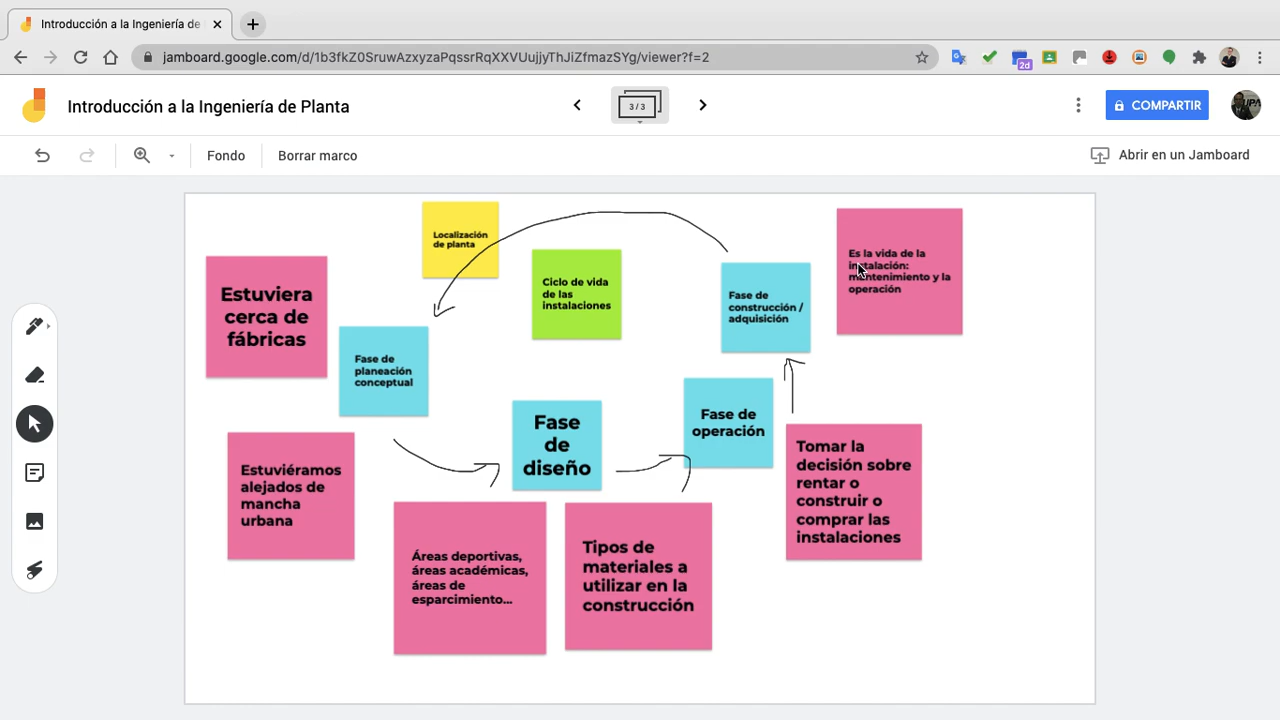 Introducción a la Ingeniería de
jamboard.google.com/d/1b3fkZ0SruwAzxyzaPqssrRqXXVUujjyThJiZfmazSYg/viewer?f=2
2d
Introducción a la Ingeniería de Planta
3/3
COMPARTIR
Fondo
Borrar marco
Abrir en un Jamboard
Localización
de planta
Estuviera
cerca de
fábricas
Ciclo de vida
de las
instalaciones
Fase de
construcción /
adquisición
Es la vida de la
instalación:
mantenimiento y la
operación
Fase de
planeación
conceptual
Fase
de
diseño
Fase de
operación
Estuviéramos
alejados de
mancha
urbana
Áreas deportivas,
áreas académicas,
áreas de
esparcimiento...
Tipos de
materiales a
utilizar en la
construcción
Tomar la
decisión sobre
rentar o
construir o
comprar las
instalaciones